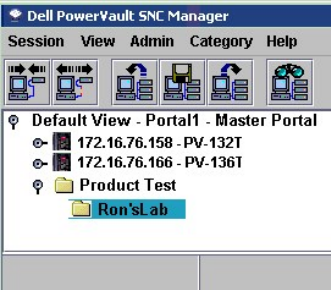 Dell PowerVault SNC Manager
Session View Admin Category Help
Default View - Portal1 - Master Portal
172.16.76.158 - PV-132T
172.16.76.166 - PV-136T
Product Test
Ron'sLab